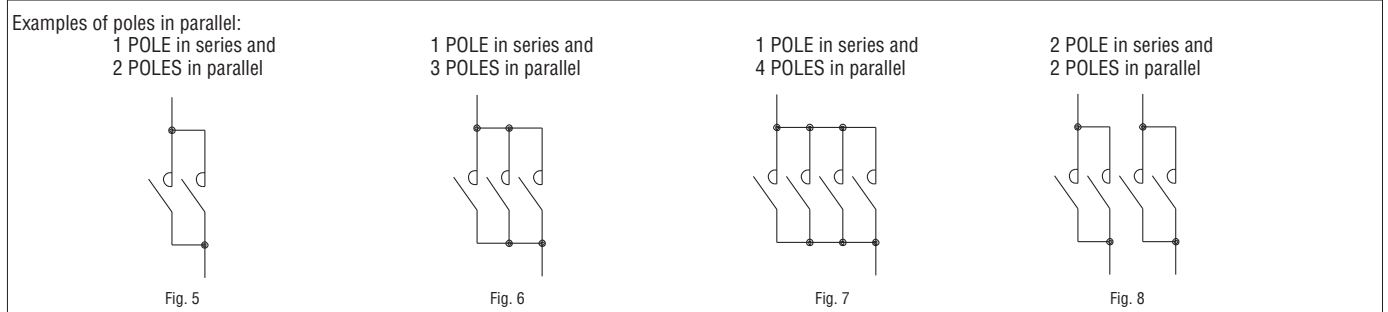 Examples of poles in parallel:
1 POLE in series and
2 POLES in parallel
1 POLE in series and
3 POLES in parallel
1 POLE in series and
4 POLES in parallel
2 POLE in series and
2 POLES in parallel
Fig. 5
Fig. 6
Fig. 7
Fig. 8